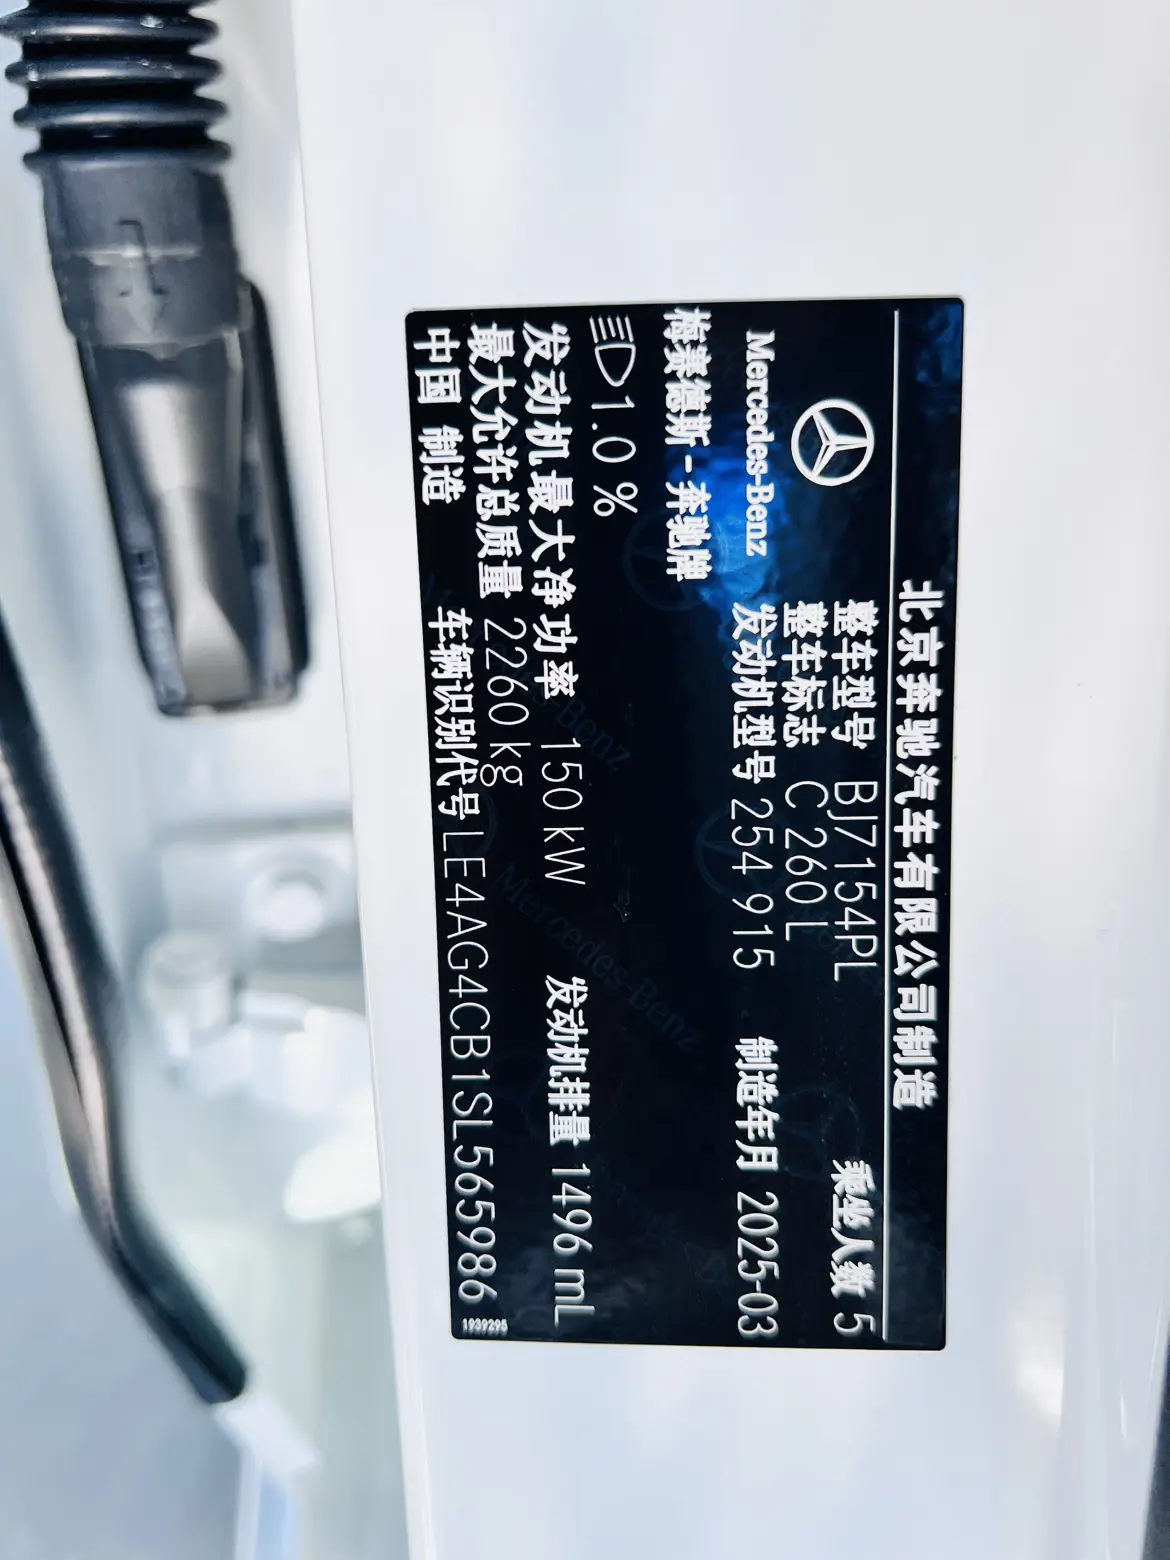 北京奔驰汽车有限公司制造
整车型号 BJ7154PL 乘坐人数 5
整车标志 C 260 L
Mercedes-Benz
发动机型号 254 915 制造年月 2025-03
梅赛德斯-奔驰牌
1.0 %
发动机最大净功率 150 kW 发动机排量 1496 mL
最大允许总质量 2260 kg
中国 制造 车辆识别代号 LE4AG4CB1SL565986
1939295